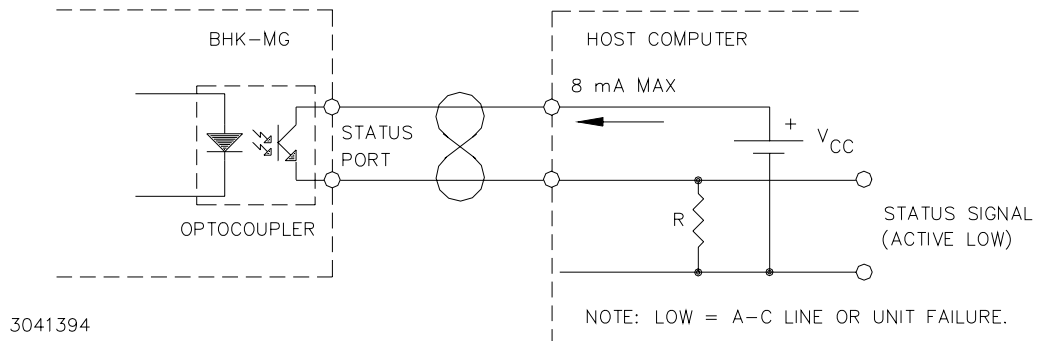 BHK-MG
HOST COMPUTER
8 mA MAX
STATUS
PORT
+
VCC
OPTOCOUPLER
R
STATUS SIGNAL
(ACTIVE LOW)
3041394
NOTE: LOW = A-C LINE OR UNIT FAILURE.